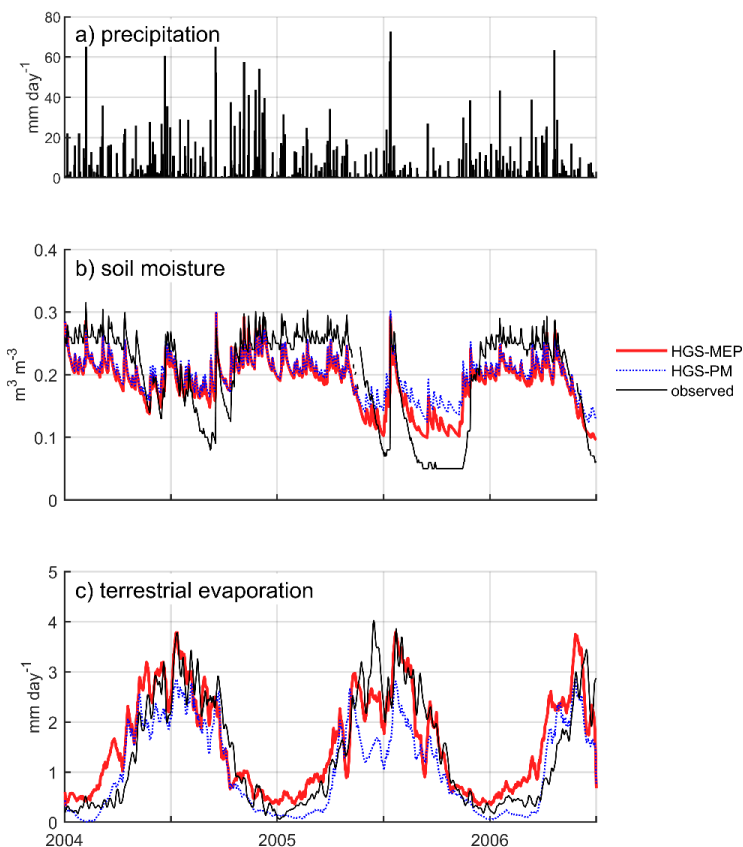 a) precipitation
mm day-1
80
60
40
20
0
b) soil moisture
m3 m-3
0.4
0.3
0.2
0.1
0
HGS-MEP
HGS-PM
observed
c) terrestrial evaporation
mm day-1
5
4
3
2
1
0
2004
2005
2006